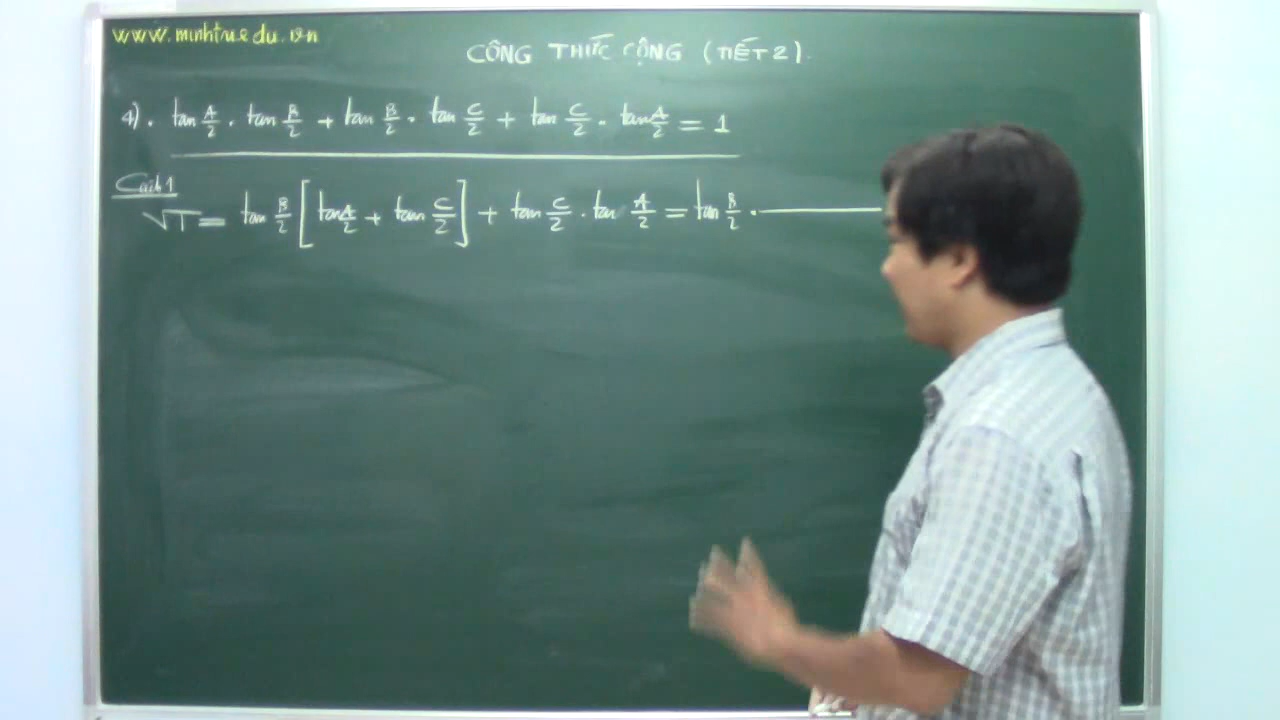 www.minhtrie edu.vn
CÔNG THỨC CỘNG (TIẾT 2).
4). tan A/2 . tan B/2 + tan B/2 . tan C/2 + tan C/2 . tan A/2 = 1
Cách 1
VT = tan B/2 [tan A/2 + tan C/2] + tan C/2 . tan A/2 = tan B/2 .